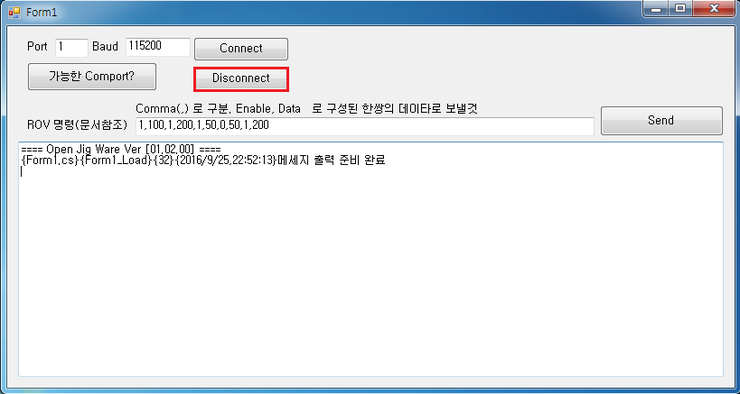 Form1
Port 1 Baud 115200 Connect
가능한 Comport? Disconnect
Comma(,) 로 구분, Enable, Data 로 구성된 한쌍의 데이타로 보낼것
ROV 명령(문서참조) 1,100,1,200,1,50,0,50,1,200 Send
==== Open Jig Ware Ver [01,02,00] ====
{Form1.cs}{Form1_Load}{32}{2016/9/25,22:52:13}메세지 출력 준비 완료